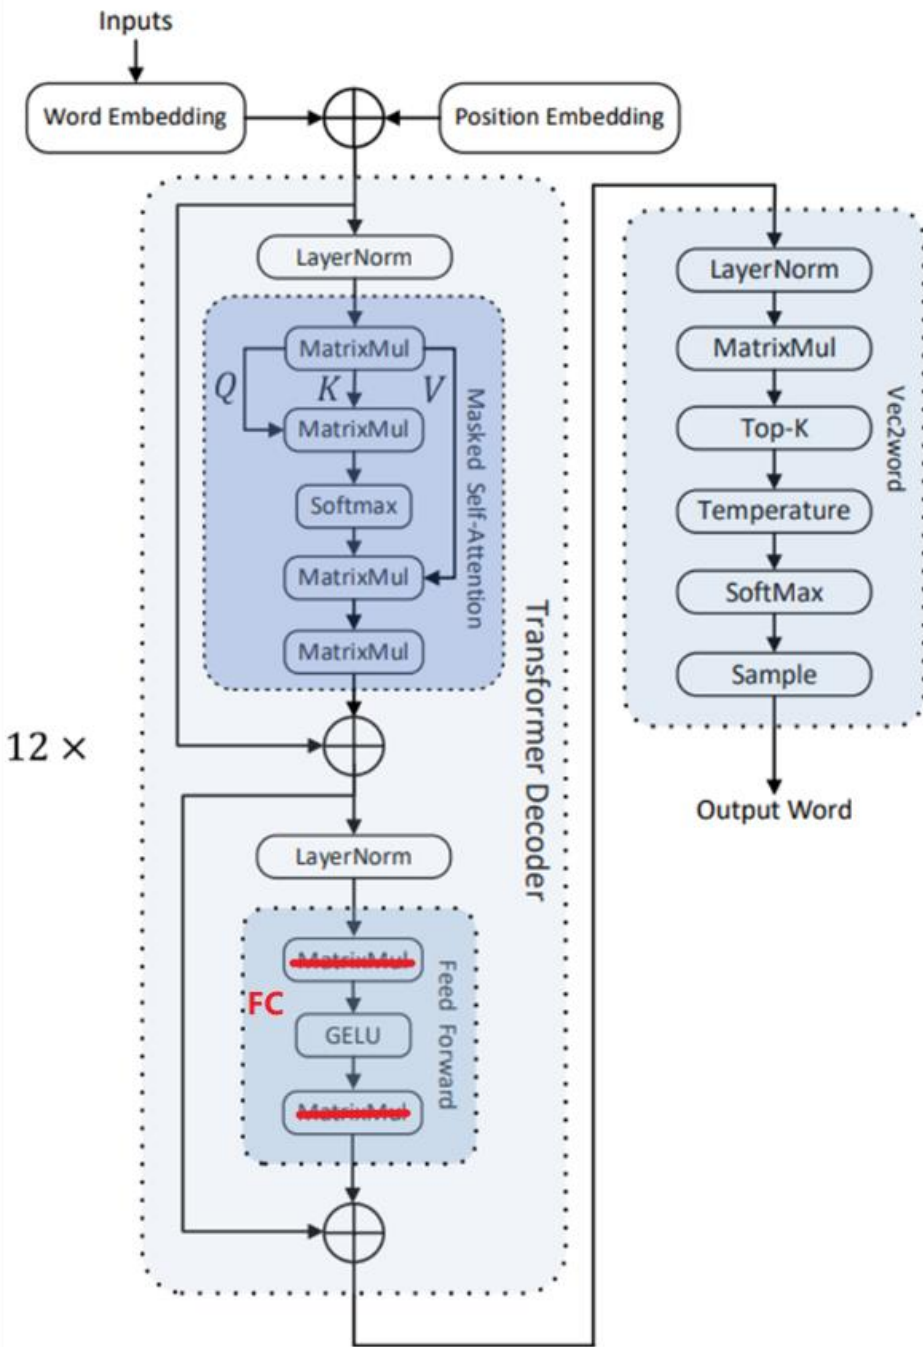 Inputs
Word Embedding
Position Embedding
LayerNorm
MatrixMul
Q
K
V
MatrixMul
Softmax
MatrixMul
MatrixMul
Masked Self-Attention
12 ×
LayerNorm
MatrixMul
FC
GELU
MatrixMul
Feed Forward
Transformer Decoder
LayerNorm
MatrixMul
Top-K
Temperature
SoftMax
Sample
Vec2word
Output Word